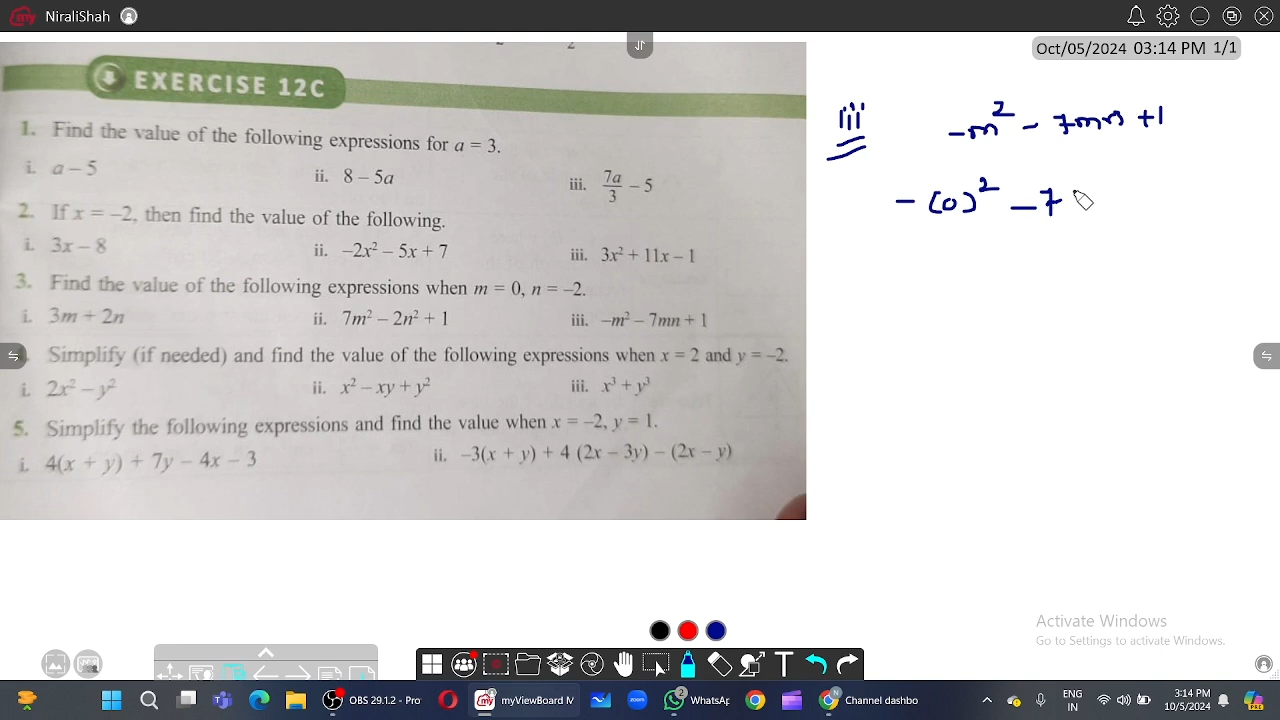 my NiraliShah
Oct/05/2024 03:14 PM 1/1
EXERCISE 12C
1. Find the value of the following expressions for a = 3.
i. a – 5 ii. 8 – 5a iii. 7a/3 – 5
2. If x = –2, then find the value of the following.
i. 3x – 8 ii. –2x² – 5x + 7 iii. 3x² + 11x – 1
3. Find the value of the following expressions when m = 0, n = –2.
i. 3m + 2n ii. 7m² – 2n² + 1 iii. –m² – 7mn + 1
Simplify (if needed) and find the value of the following expressions when x = 2 and y = –2.
i. 2x² – y² ii. x² – xy + y² iii. x³ + y³
5. Simplify the following expressions and find the value when x = –2, y = 1.
i. 4(x + y) + 7y – 4x – 3 ii. –3(x + y) + 4 (2x – 3y) – (2x – y)
iii –m² – 7mn + 1
– (0)² – 7
Activate Windows
Go to Settings to activate Windows.
OBS 29.1.2 - Pro
my myViewBoard W
zoom
2 WhatsAr
Channel dashbo
ENG
IN
3:14 PM
10/5/2024